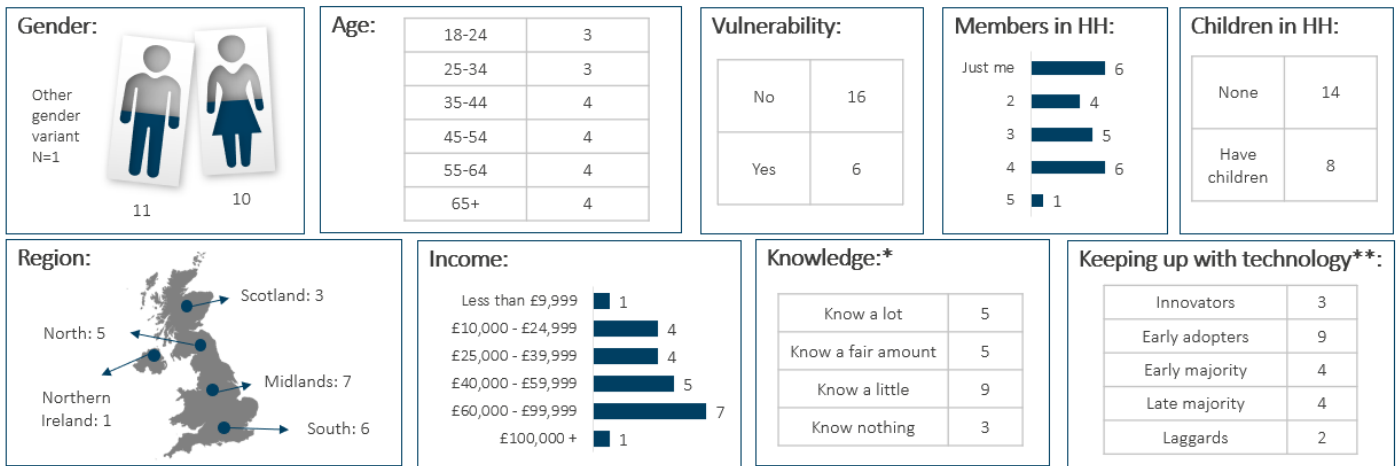 Gender:
Other
gender
variant
N=1
11
10
Age:
18-24 3
25-34 3
35-44 4
45-54 4
55-64 4
65+ 4
Vulnerability:
No 16
Yes 6
Members in HH:
Just me 6
2 4
3 5
4 6
5 1
Children in HH:
None 14
Have
children 8
Region:
Scotland: 3
North: 5
Northern
Ireland: 1
Midlands: 7
South: 6
Income:
Less than £9,999 1
£10,000 - £24,999 4
£25,000 - £39,999 4
£40,000 - £59,999 5
£60,000 - £99,999 7
£100,000 + 1
Knowledge:*
Know a lot 5
Know a fair amount 5
Know a little 9
Know nothing 3
Keeping up with technology**:
Innovators 3
Early adopters 9
Early majority 4
Late majority 4
Laggards 2